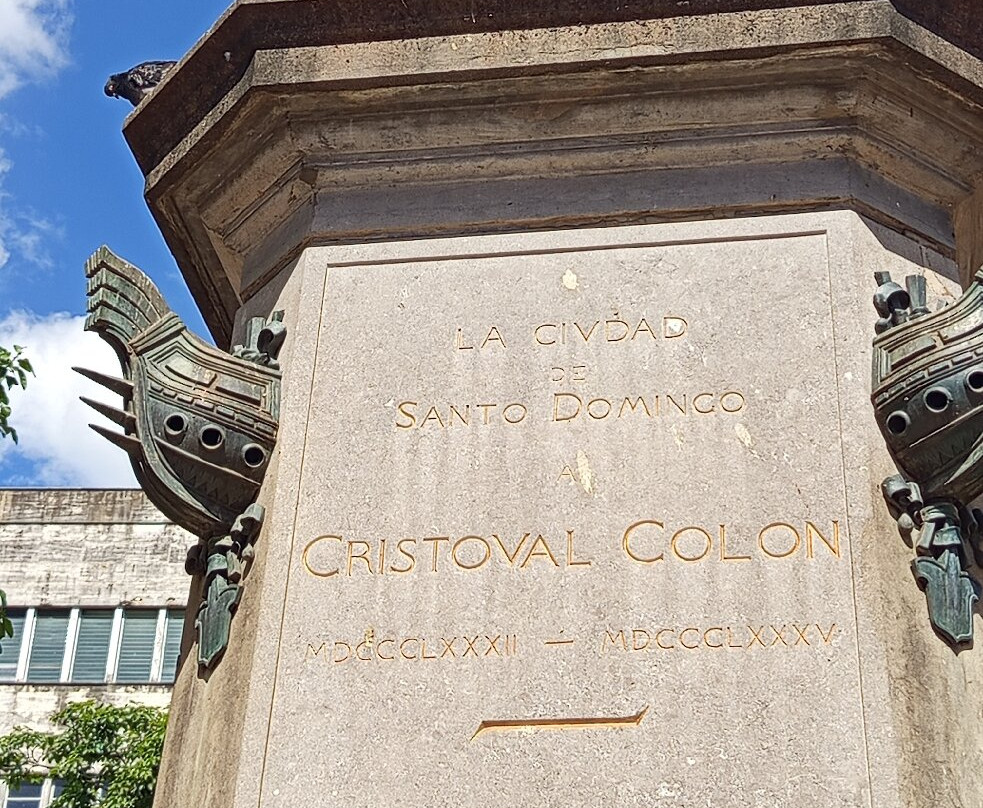 LA CIVDAD
DE
SANTO DOMINGO
A
CRISTOVAL COLON
MDCCCLXXXII — MDCCCLXXXV